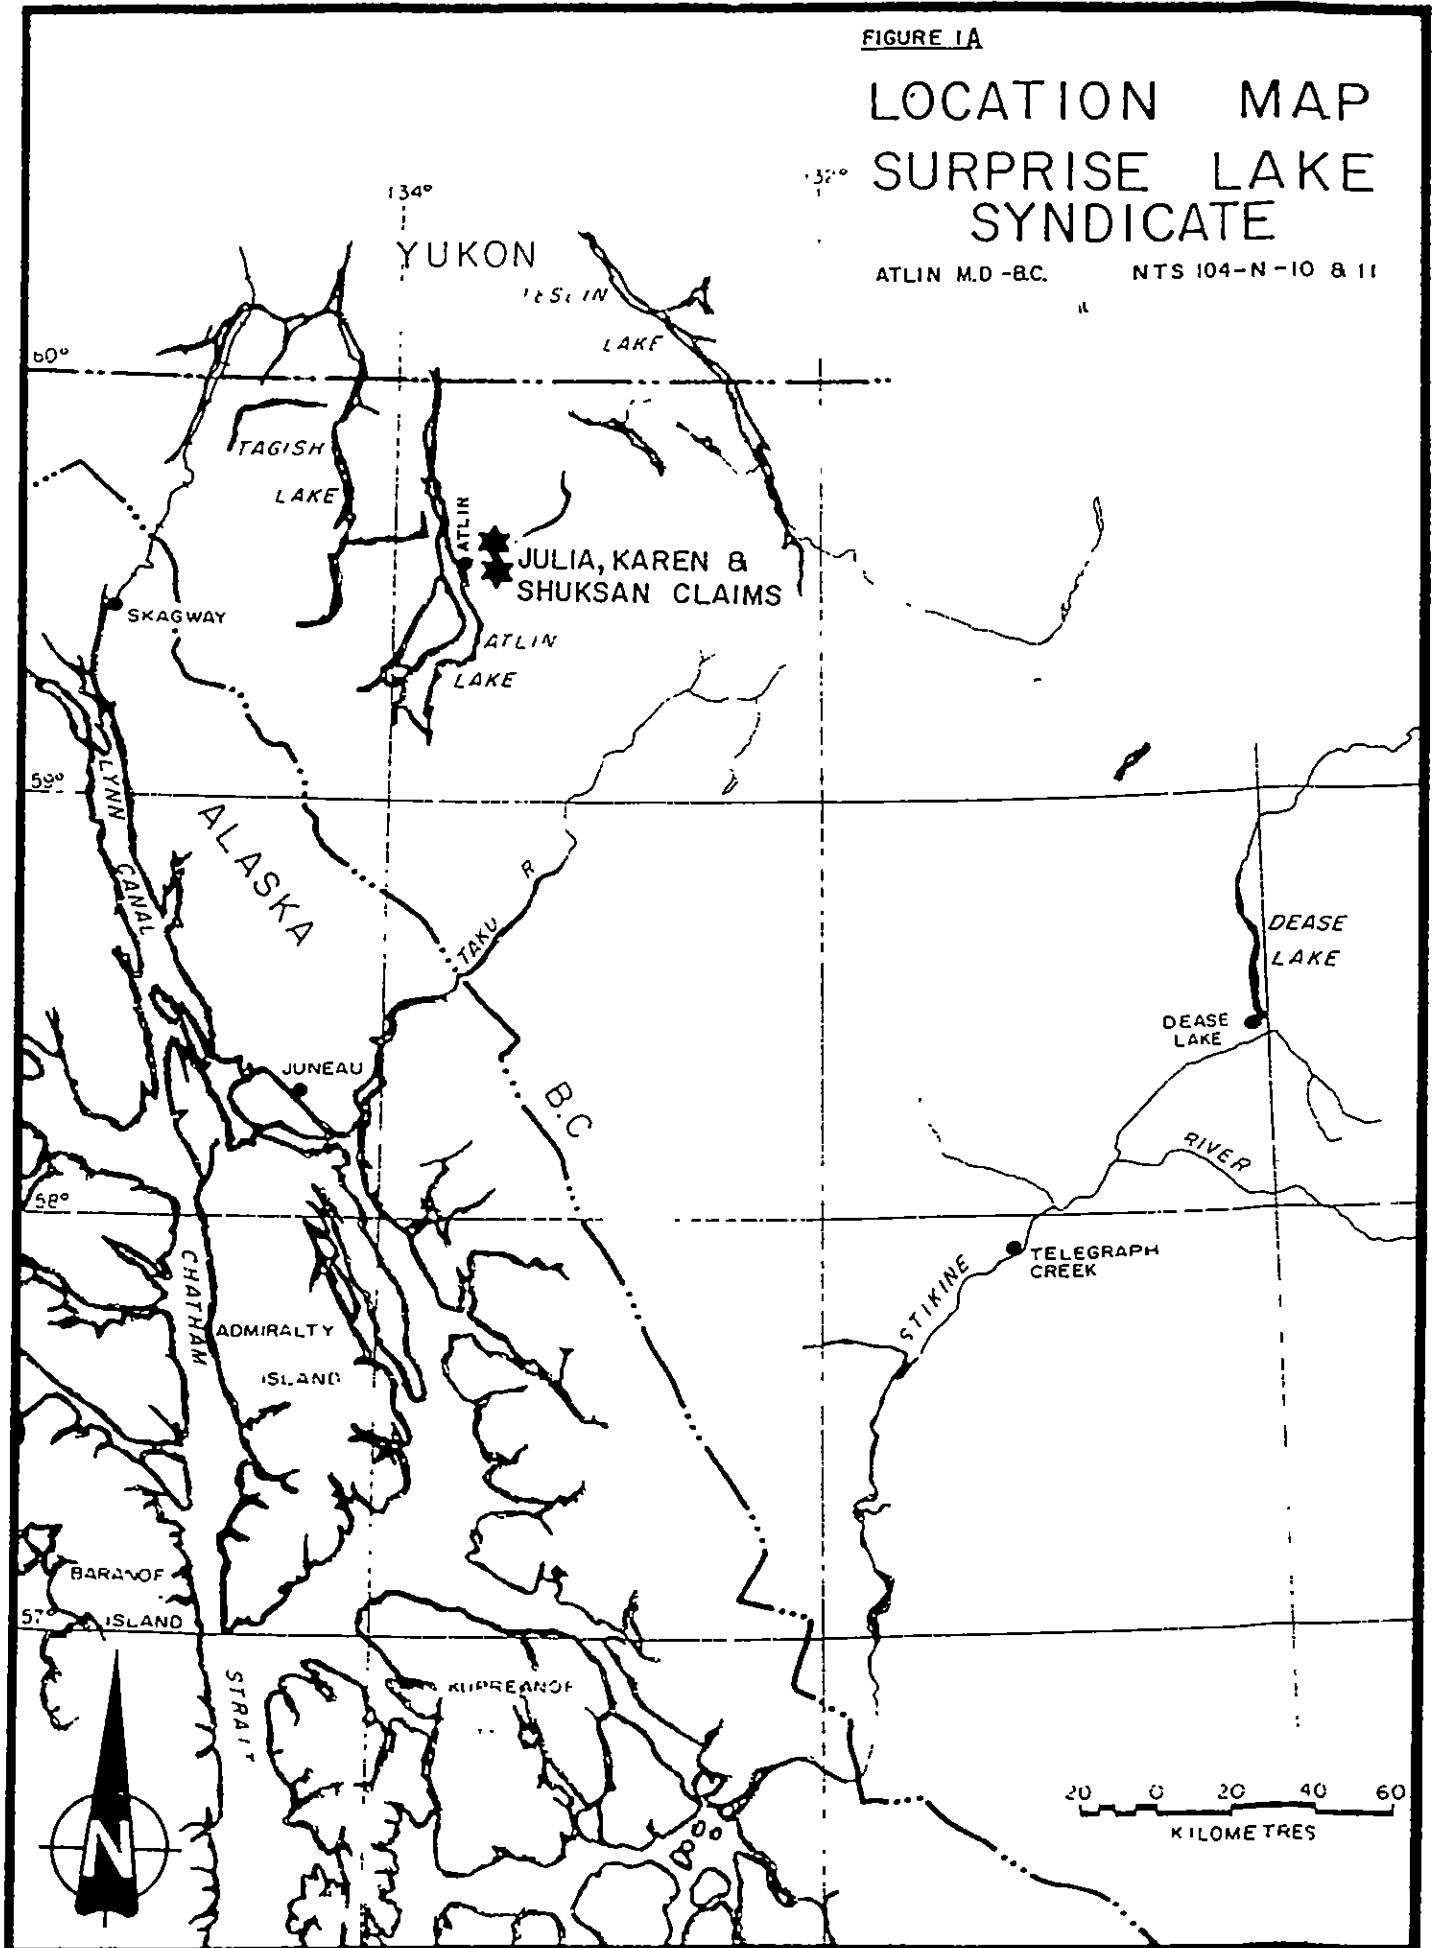 FIGURE 1A
LOCATION MAP
SURPRISE LAKE
SYNDICATE
ATLIN M.D -B.C. NTS 104-N-10 & 11
134°
132°
YUKON
TESLIN
LAKE
60°
TAGISH
LAKE
ATLIN
JULIA, KAREN &
SHUKSAN CLAIMS
SKAGWAY
ATLIN
LAKE
LYNN
CANAL
59°
ALASKA
TAKU R
DEASE
LAKE
DEASE
LAKE
JUNEAU
B.C
RIVER
58°
TELEGRAPH
CREEK
STIKINE
CHATHAM
ADMIRALTY
ISLAND
BARANOF
ISLAND
57°
STRAIT
KUPREANOF
N
20 0 20 40 60
KILOMETRES